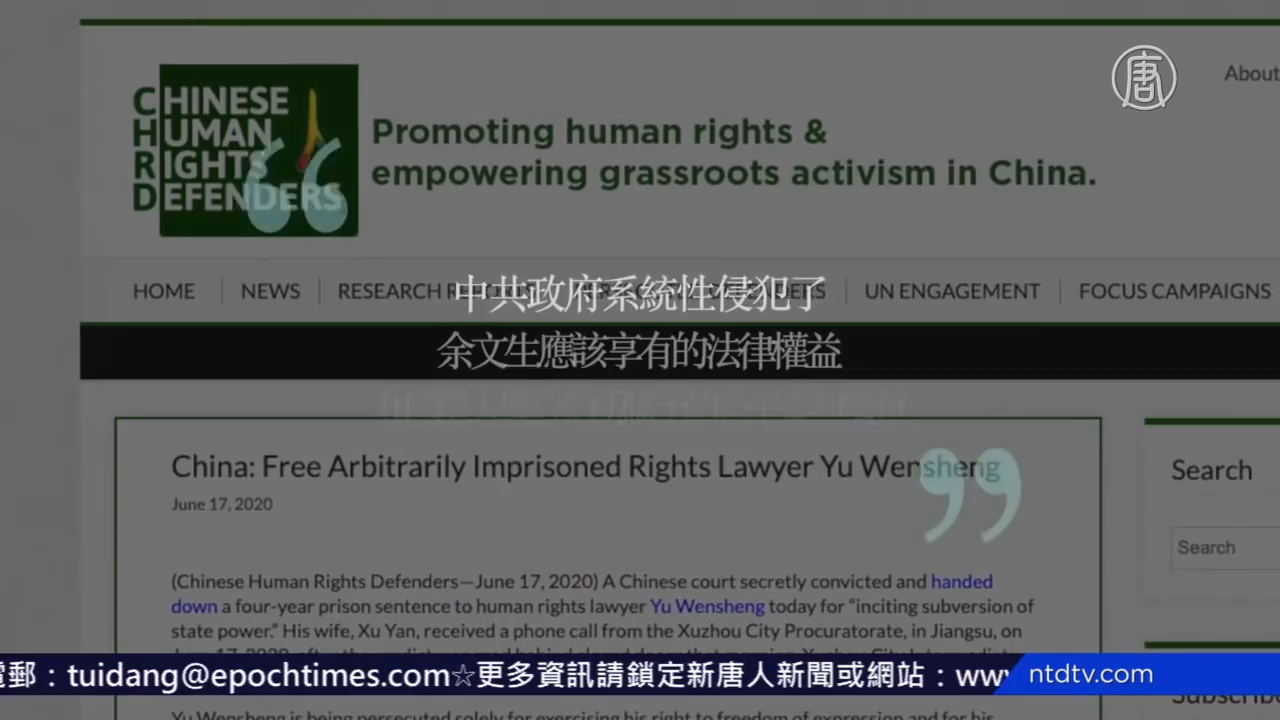 唐
About
CHINESE
HUMAN
RIGHTS
DEFENDERS
Promoting human rights &
empowering grassroots activism in China.
HOME
NEWS
RESEARCH
UN ENGAGEMENT
FOCUS CAMPAIGNS
中共政府系統性侵犯了
余文生應該享有的法律權益
China: Free Arbitrarily Imprisoned Rights Lawyer Yu Wensheng
June 17, 2020
Search
Search
(Chinese Human Rights Defenders—June 17, 2020) A Chinese court secretly convicted and handed
down a four-year prison sentence to human rights lawyer Yu Wensheng today for “inciting subversion of
state power.” His wife, Xu Yan, received a phone call from the Xuzhou City Procuratorate, in Jiangsu, on
電郵：tuidang@epochtimes.com☆更多資訊請鎖定新唐人新聞或網站：www
ntdtv.com
Yu Wensheng is being persecuted solely for exercising his right to freedom of expression and for his